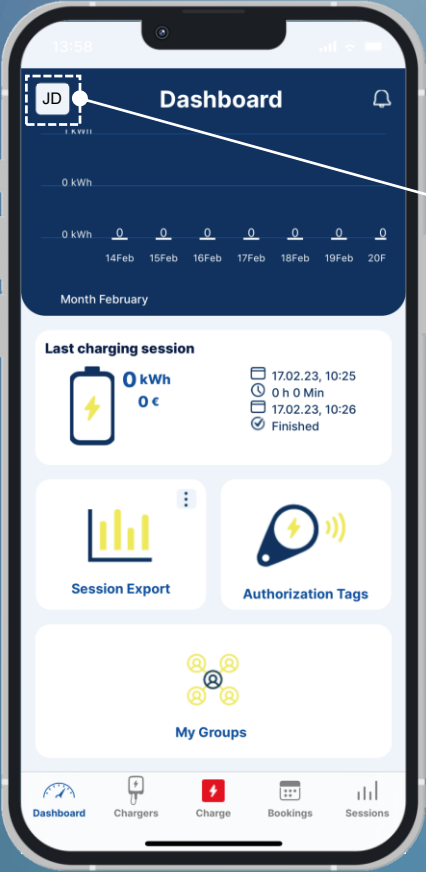 13:58
JD
Dashboard
1 kWh
0 kWh
0 kWh
0 0 0 0 0 0 0
14Feb 15Feb 16Feb 17Feb 18Feb 19Feb 20F
Month February
Last charging session
0 kWh
0 €
17.02.23, 10:25
0 h 0 Min
17.02.23, 10:26
Finished
Session Export
Authorization Tags
My Groups
Dashboard Chargers Charge Bookings Sessions